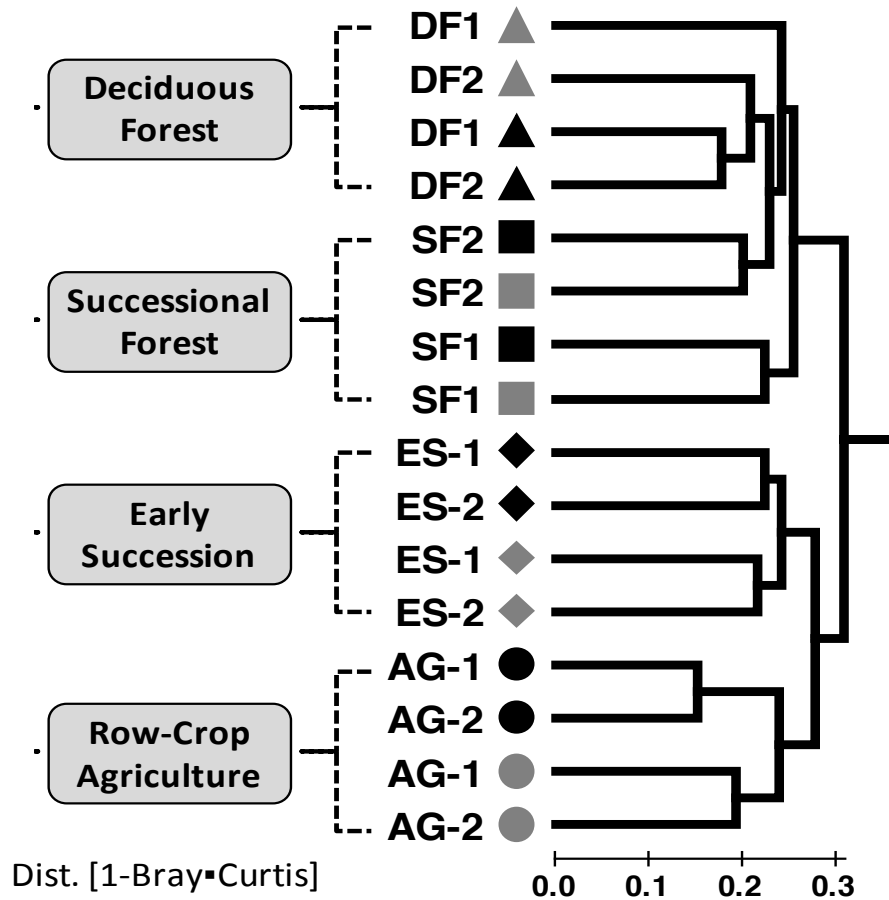 Deciduous
Forest
Successional
Forest
Early
Succession
Row-Crop
Agriculture
DF1
DF2
DF1
DF2
SF2
SF2
SF1
SF1
ES-1
ES-2
ES-1
ES-2
AG-1
AG-2
AG-1
AG-2
Dist. [1-Bray▪Curtis]
0.0 0.1 0.2 0.3